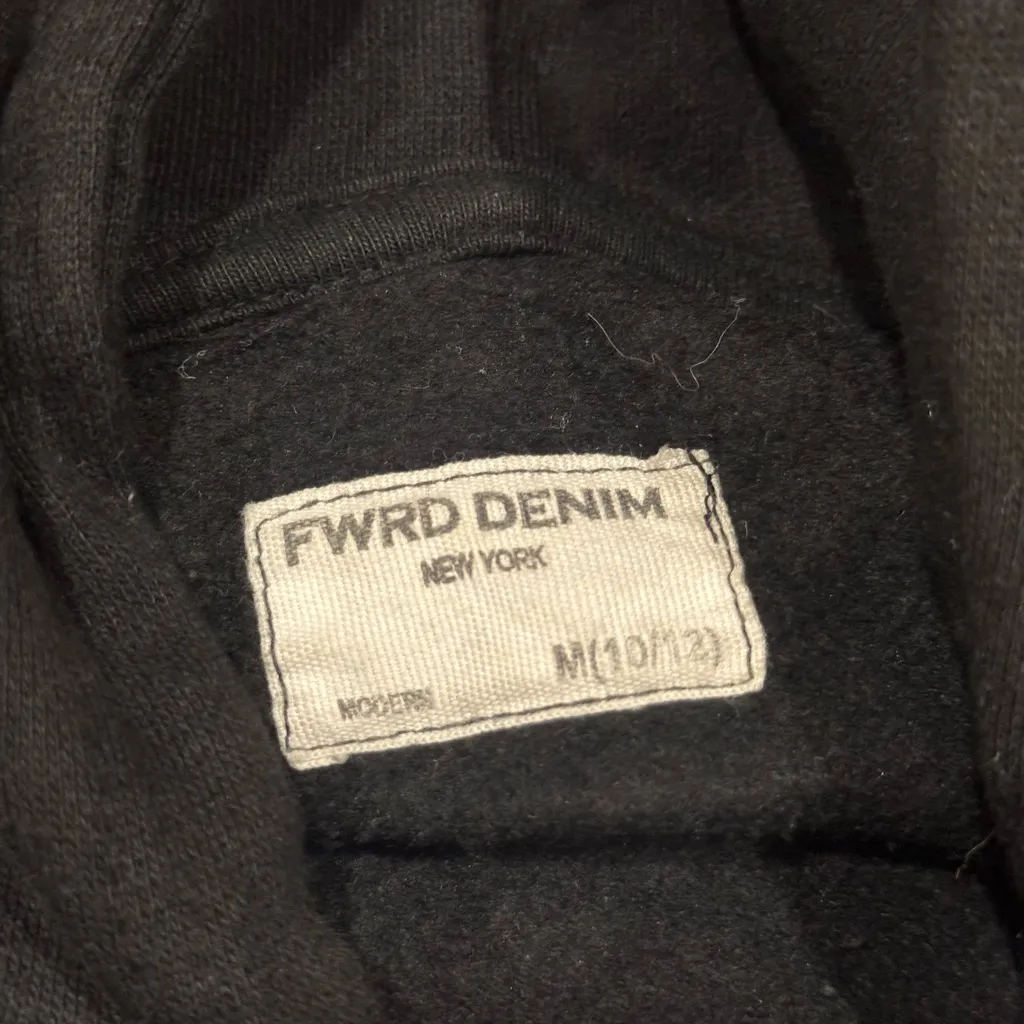 FWRD DENIM
NEW YORK
M(10/12)
MODERN